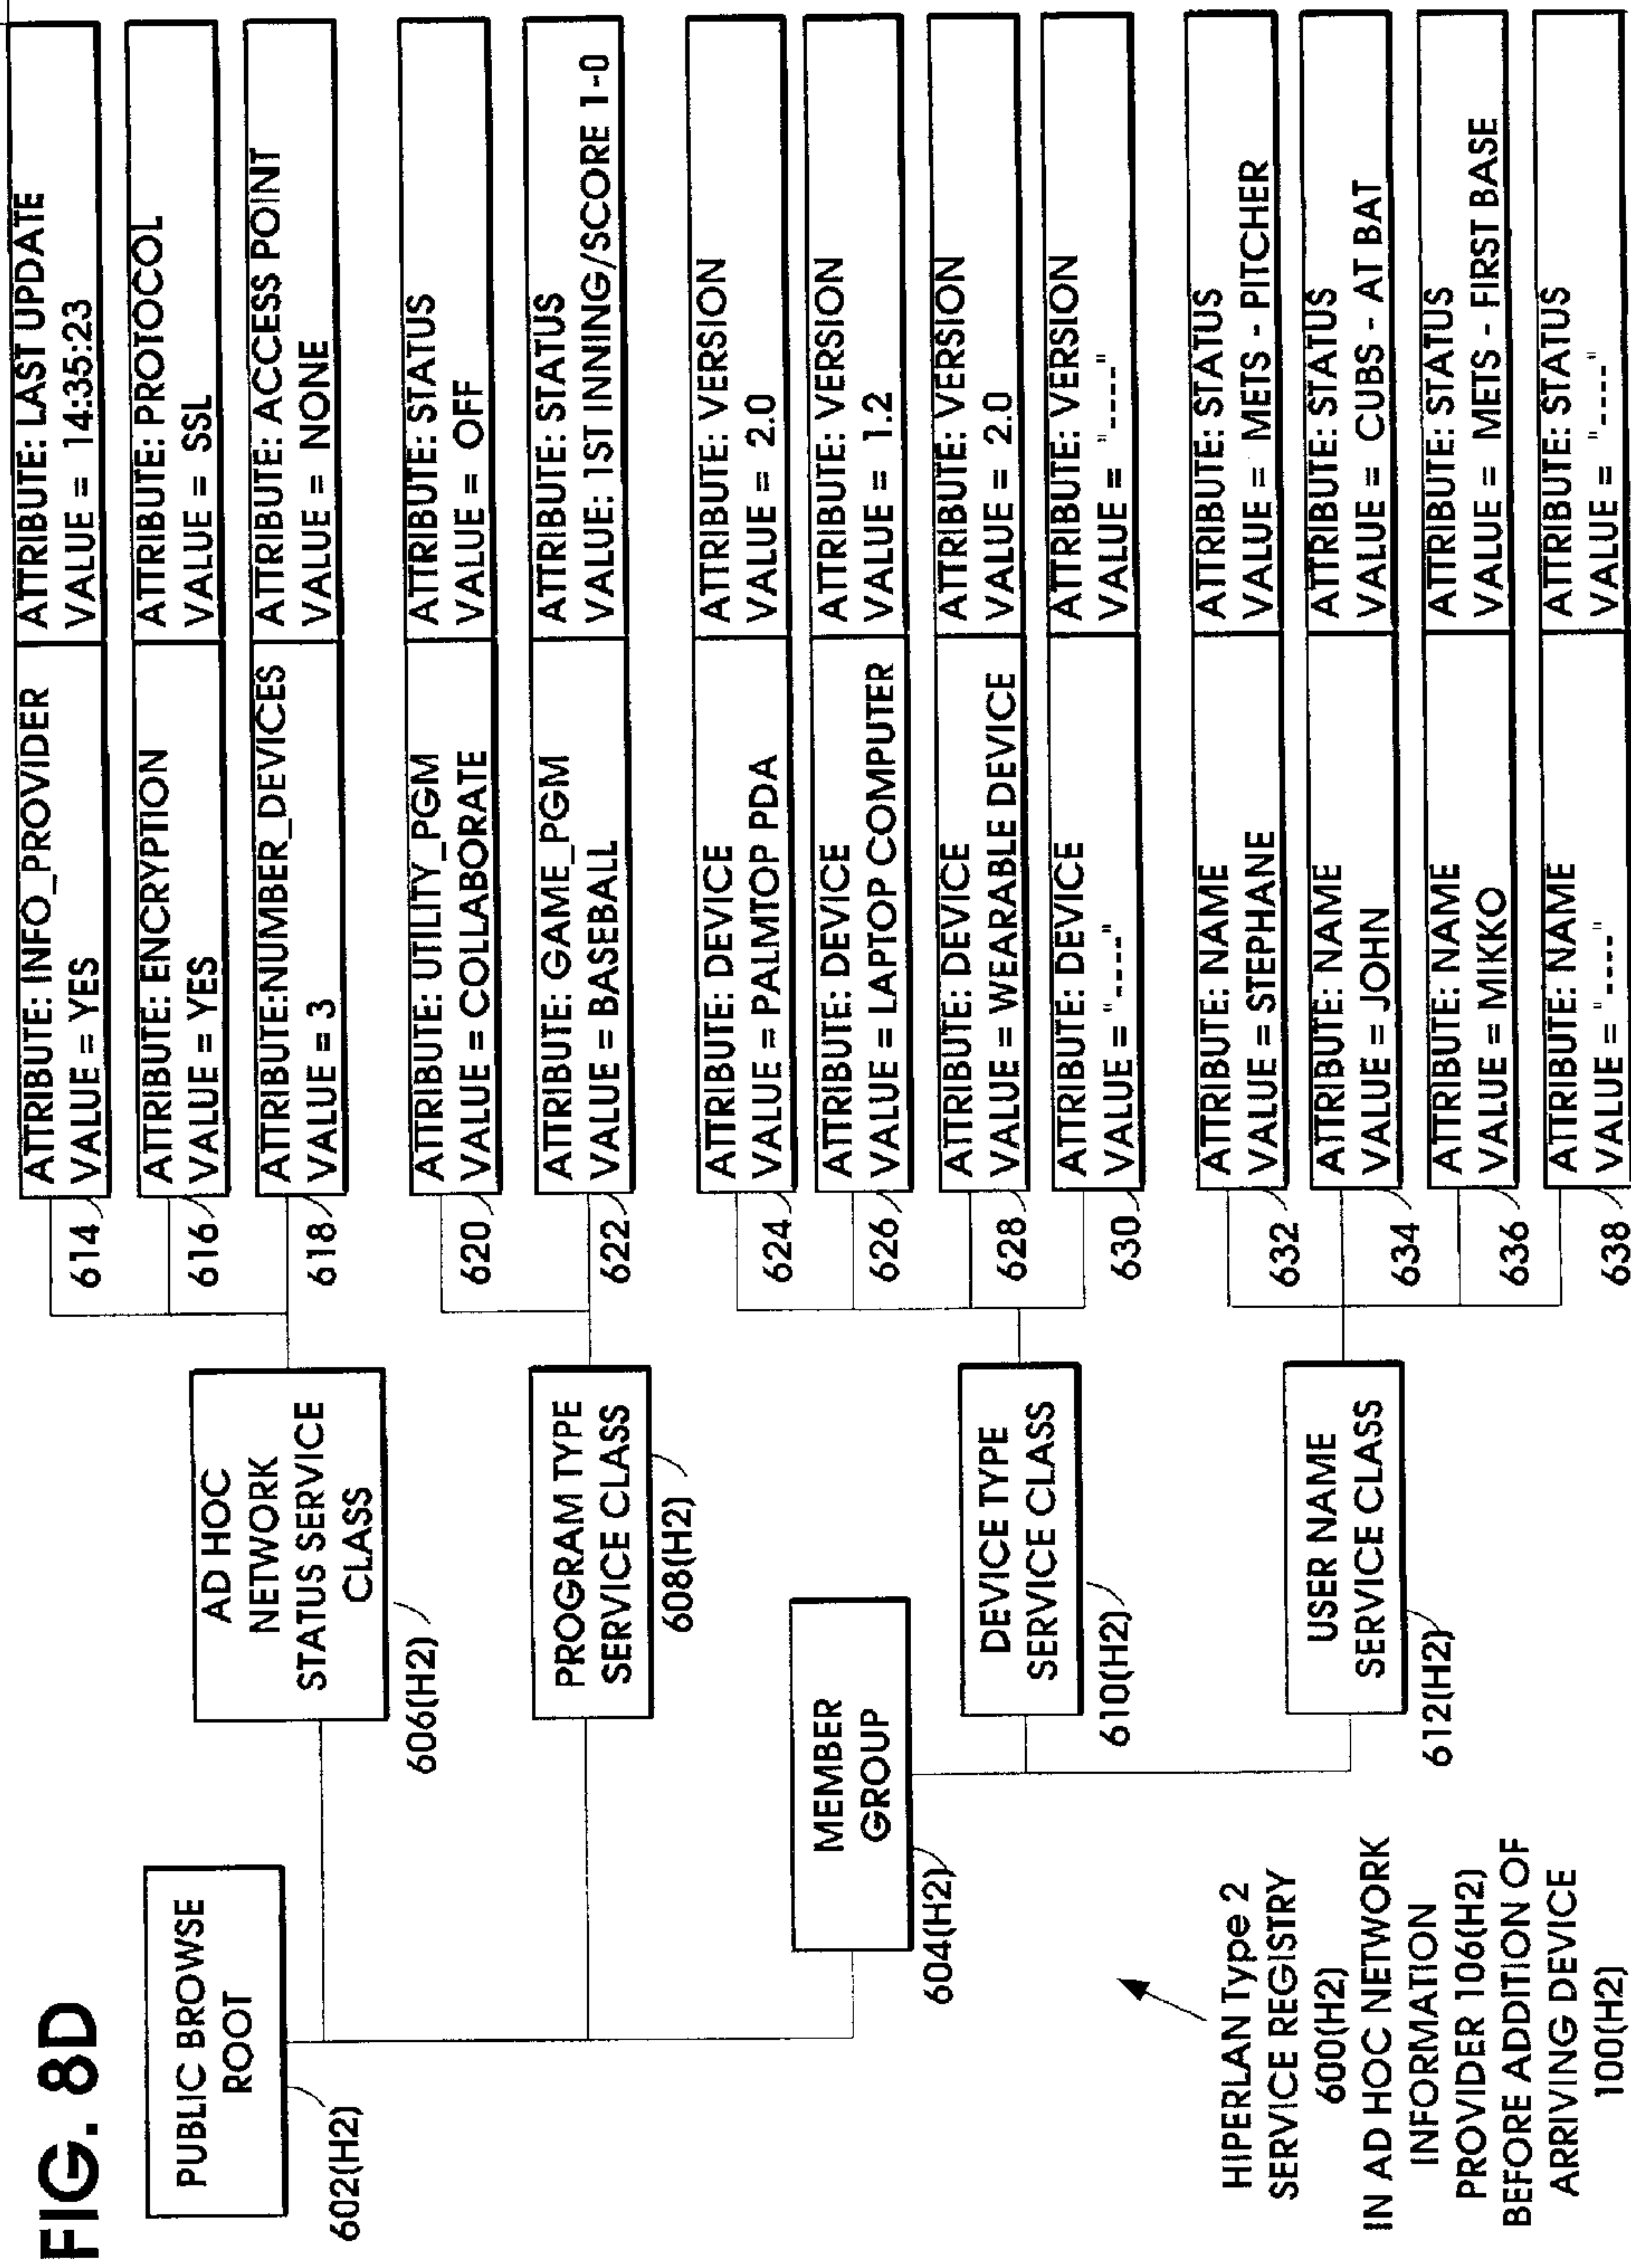 FIG. 8D
PUBLIC BROWSE
ROOT
602(H2)
AD HOC
NETWORK
STATUS SERVICE
CLASS
606(H2)
PROGRAM TYPE
SERVICE CLASS
608(H2)
MEMBER
GROUP
604(H2)
DEVICE TYPE
SERVICE CLASS
610(H2)
USER NAME
SERVICE CLASS
612(H2)
HIPERLAN Type 2
SERVICE REGISTRY
600(H2)
IN AD HOC NETWORK
INFORMATION
PROVIDER 106(H2)
BEFORE ADDITION OF
ARRIVING DEVICE
100(H2)
614
ATTRIBUTE: INFO_PROVIDER
VALUE = YES
ATTRIBUTE: LAST UPDATE
VALUE = 14:35:23
616
ATTRIBUTE: ENCRYPTION
VALUE = YES
ATTRIBUTE: PROTOCOL
VALUE = SSL
618
ATTRIBUTE:NUMBER_DEVICES
VALUE = 3
ATTRIBUTE: ACCESS POINT
VALUE = NONE
620
ATTRIBUTE: UTILITY_PGM
VALUE = COLLABORATE
ATTRIBUTE: STATUS
VALUE = OFF
622
ATTRIBUTE: GAME_PGM
VALUE = BASEBALL
ATTRIBUTE: STATUS
VALUE: 1ST INNING/SCORE 1-0
624
ATTRIBUTE: DEVICE
VALUE = PALMTOP PDA
ATTRIBUTE: VERSION
VALUE = 2.0
626
ATTRIBUTE: DEVICE
VALUE = LAPTOP COMPUTER
ATTRIBUTE: VERSION
VALUE = 1.2
628
ATTRIBUTE: DEVICE
VALUE = WEARABLE DEVICE
ATTRIBUTE: VERSION
VALUE = 2.0
630
ATTRIBUTE: DEVICE
VALUE = "----"
ATTRIBUTE: VERSION
VALUE = "----"
632
ATTRIBUTE: NAME
VALUE = STEPHANE
ATTRIBUTE: STATUS
VALUE = METS - PITCHER
634
ATTRIBUTE: NAME
VALUE = JOHN
ATTRIBUTE: STATUS
VALUE = CUBS - AT BAT
636
ATTRIBUTE: NAME
VALUE = MIKKO
ATTRIBUTE: STATUS
VALUE = METS - FIRST BASE
638
ATTRIBUTE: NAME
VALUE = "----"
ATTRIBUTE: STATUS
VALUE = "----"